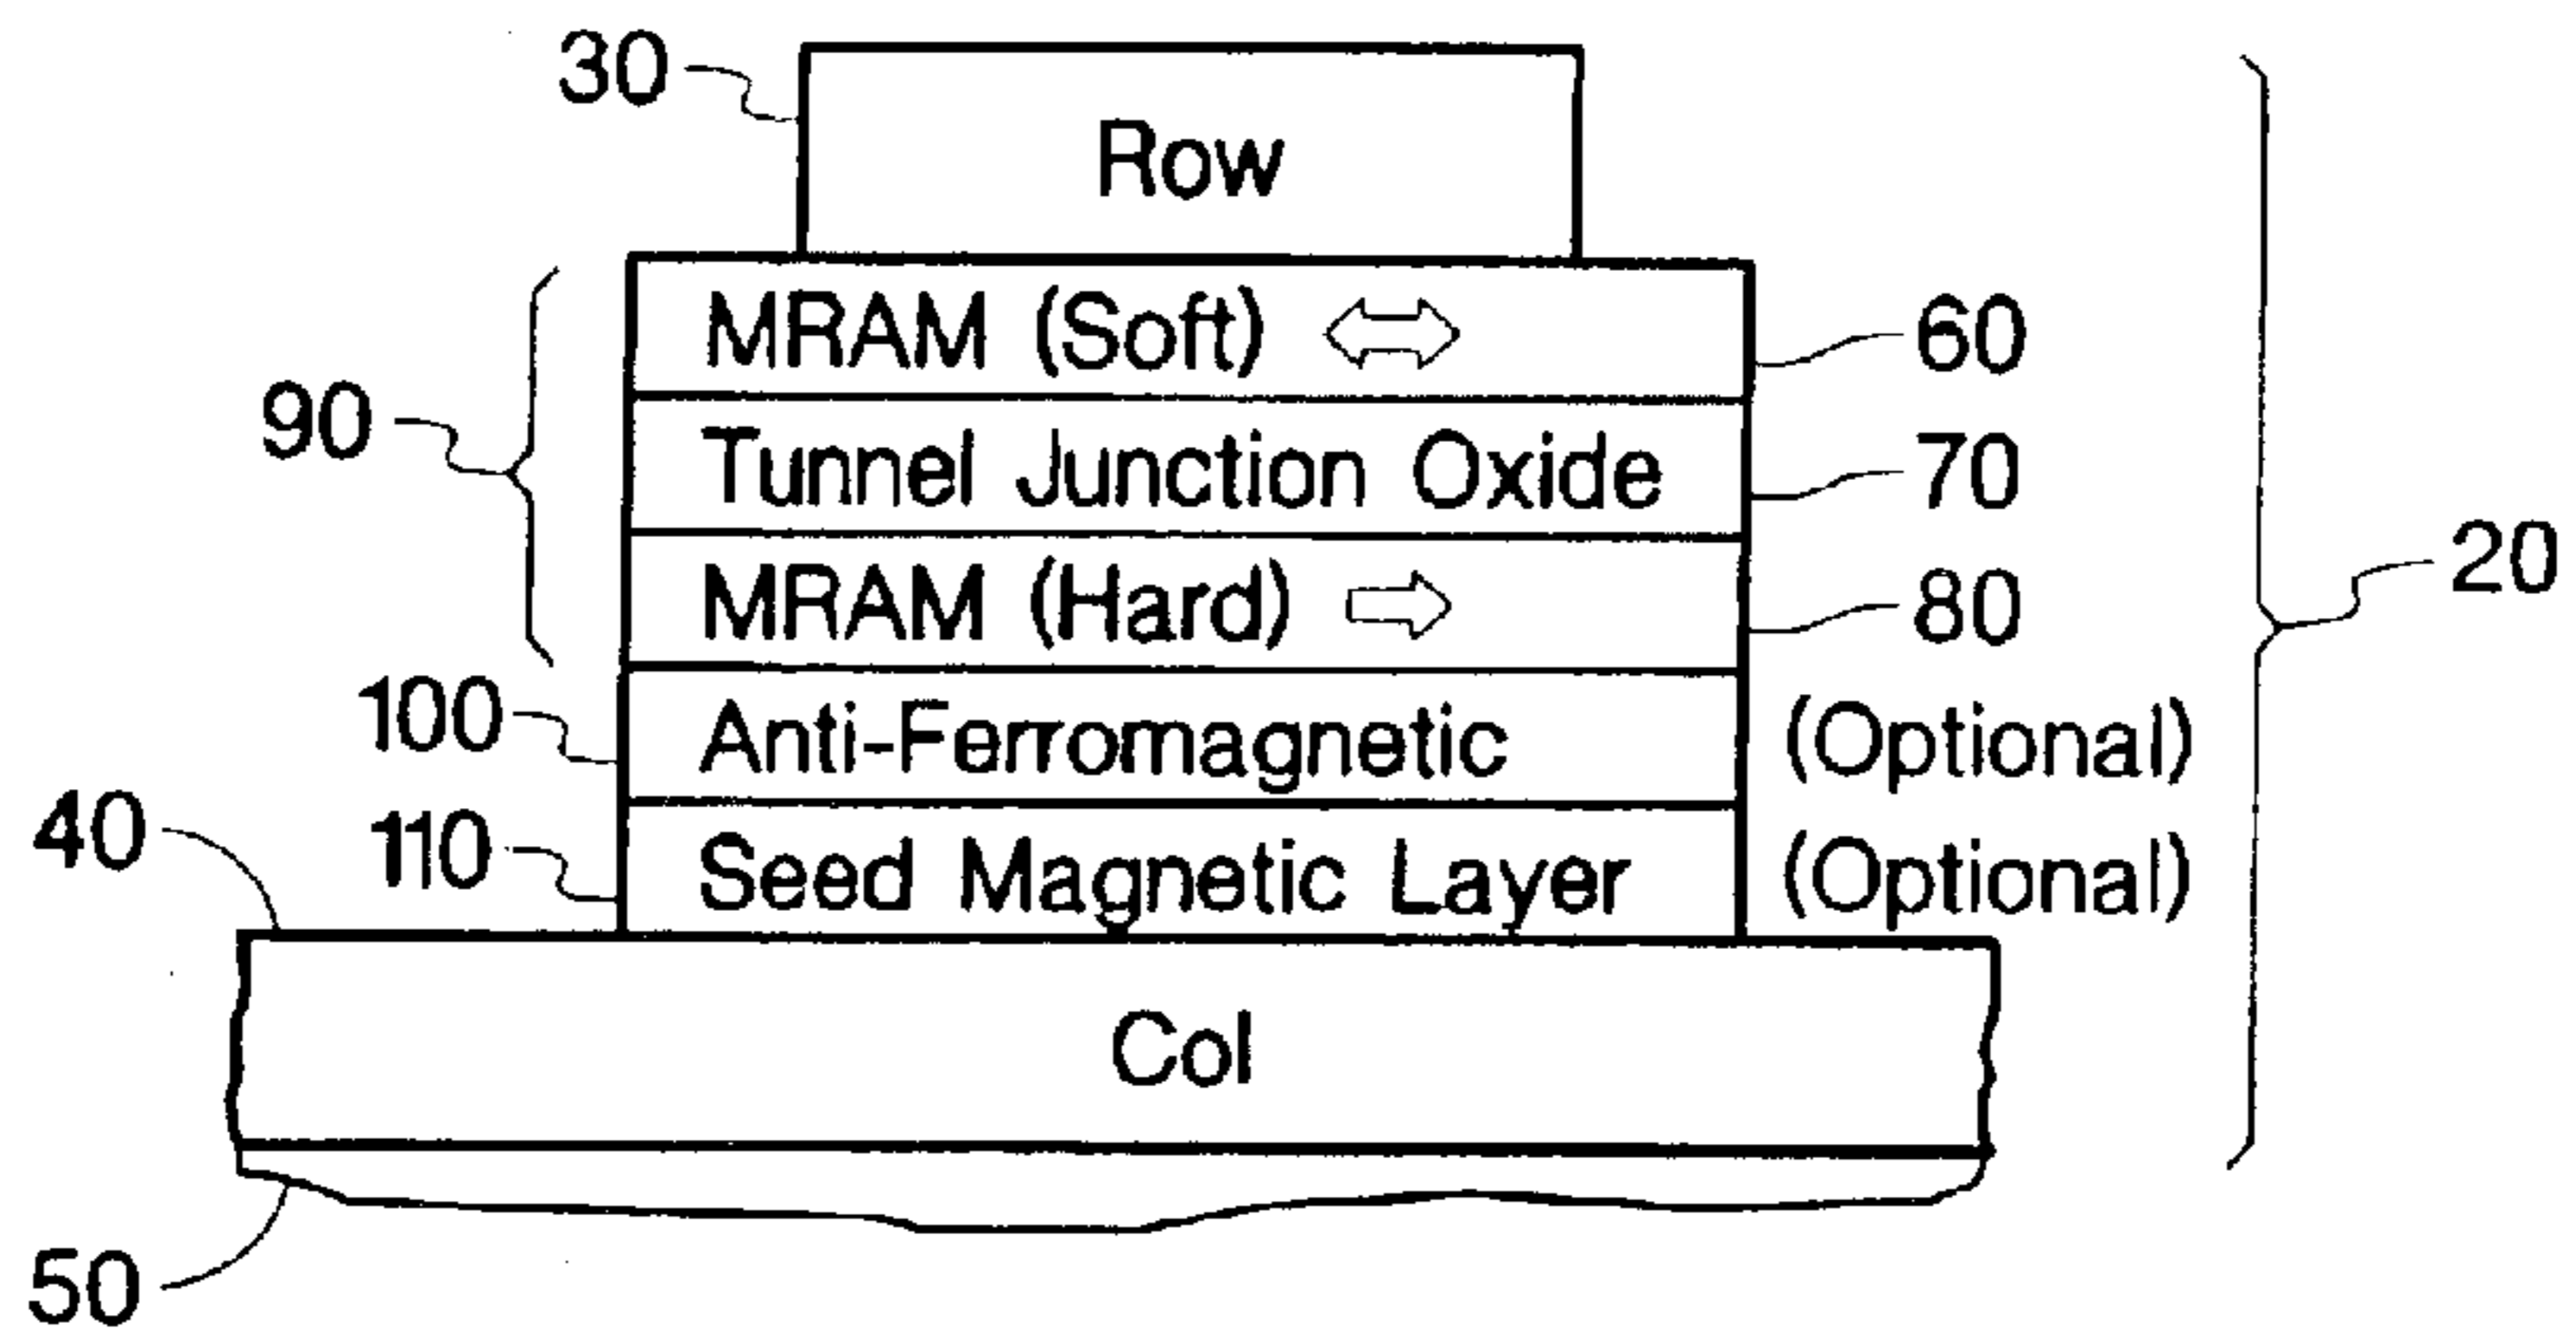 30
Row
MRAM (Soft)
60
90
Tunnel Junction Oxide
70
MRAM (Hard)
80
20
100
Anti-Ferromagnetic
(Optional)
40
110
Seed Magnetic Layer
(Optional)
Col
50